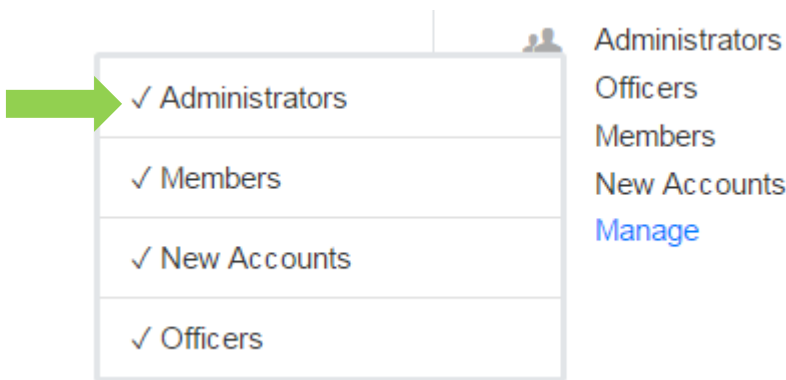 ✓ Administrators
✓ Members
✓ New Accounts
✓ Officers
Administrators
Officers
Members
New Accounts
Manage